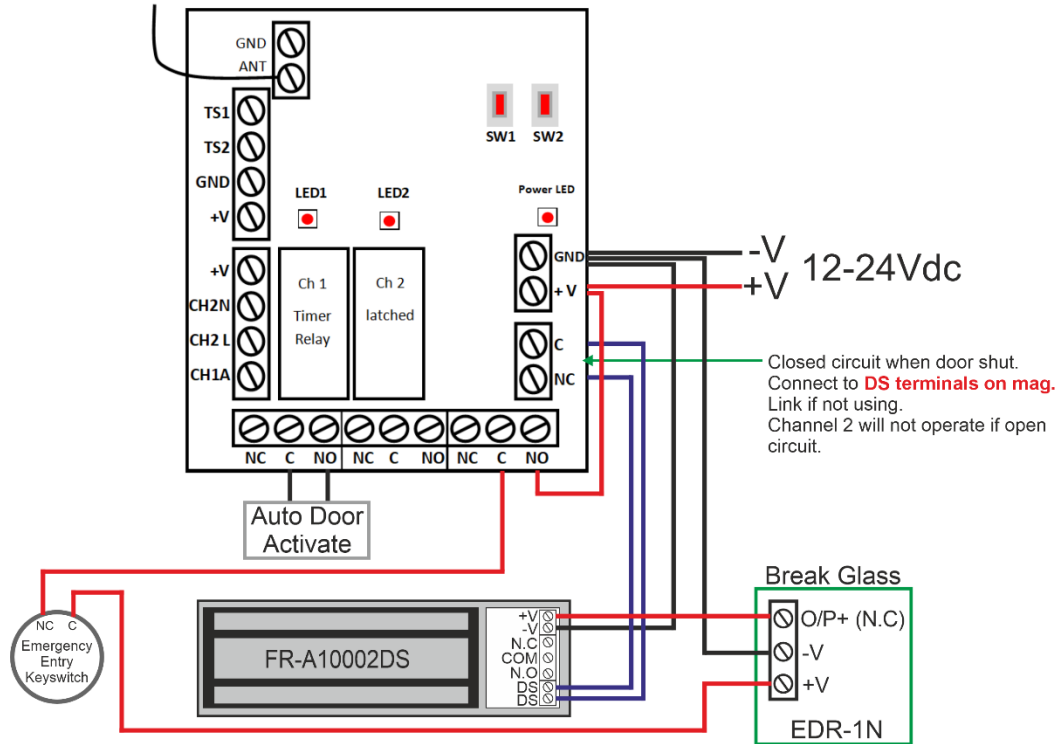 GND
ANT
TS1
TS2
GND
+V
SW1 SW2
LED1 LED2 Power LED
+V
CH2N
CH2 L
CH1A
Ch 1
Timer
Relay
Ch 2
latched
GND
+ V
C
NC
-V
+V
12-24Vdc
Closed circuit when door shut.
Connect to DS terminals on mag.
Link if not using.
Channel 2 will not operate if open
circuit.
NC C NO NC C NO NC C NO
Auto Door
Activate
NC C
Emergency
Entry
Keyswitch
FR-A10002DS
+V
-V
N.C
COM
N.O
DS
DS
Break Glass
O/P+ (N.C)
-V
+V
EDR-1N